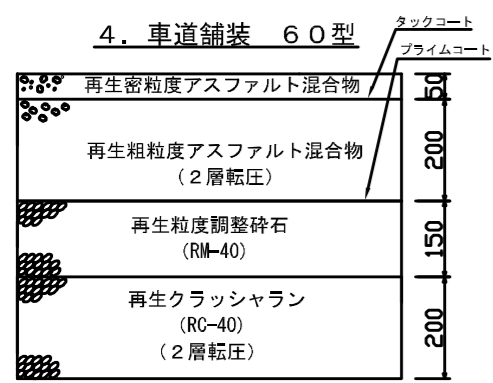 4. 車道舗装 60型
タックコート
プライムコート
再生密粒度アスファルト混合物
50
再生粗粒度アスファルト混合物
(2層転圧)
200
再生粒度調整砕石
(RM-40)
150
再生クラッシャラン
(RC-40)
(2層転圧)
200